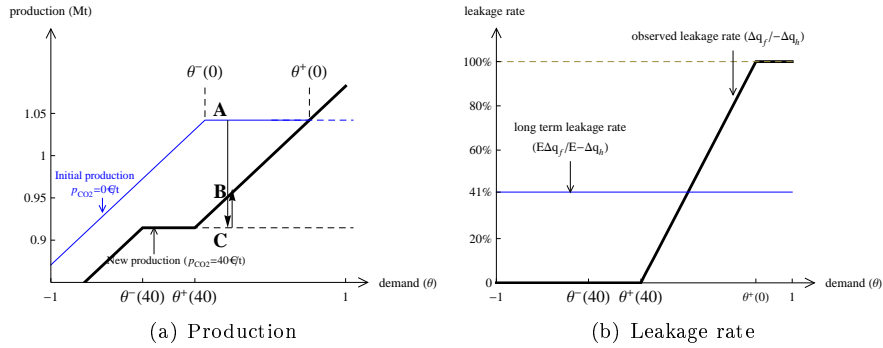 production (Mt)
θ⁻(0)
θ⁺(0)
1.05
1
0.95
0.9
A
B
C
Initial production
p_CO2=0€/t
New production (p_CO2=40€/t)
−1
θ⁻(40)
θ⁺(40)
1
demand (θ)
(a) Production
leakage rate
observed leakage rate (Δq_f/−Δq_h)
100%
80%
60%
41%
20%
0
long term leakage rate
(EΔq_f/E−Δq_h)
−1
θ⁻(40)
θ⁺(40)
θ⁺(0)
1
demand (θ)
(b) Leakage rate